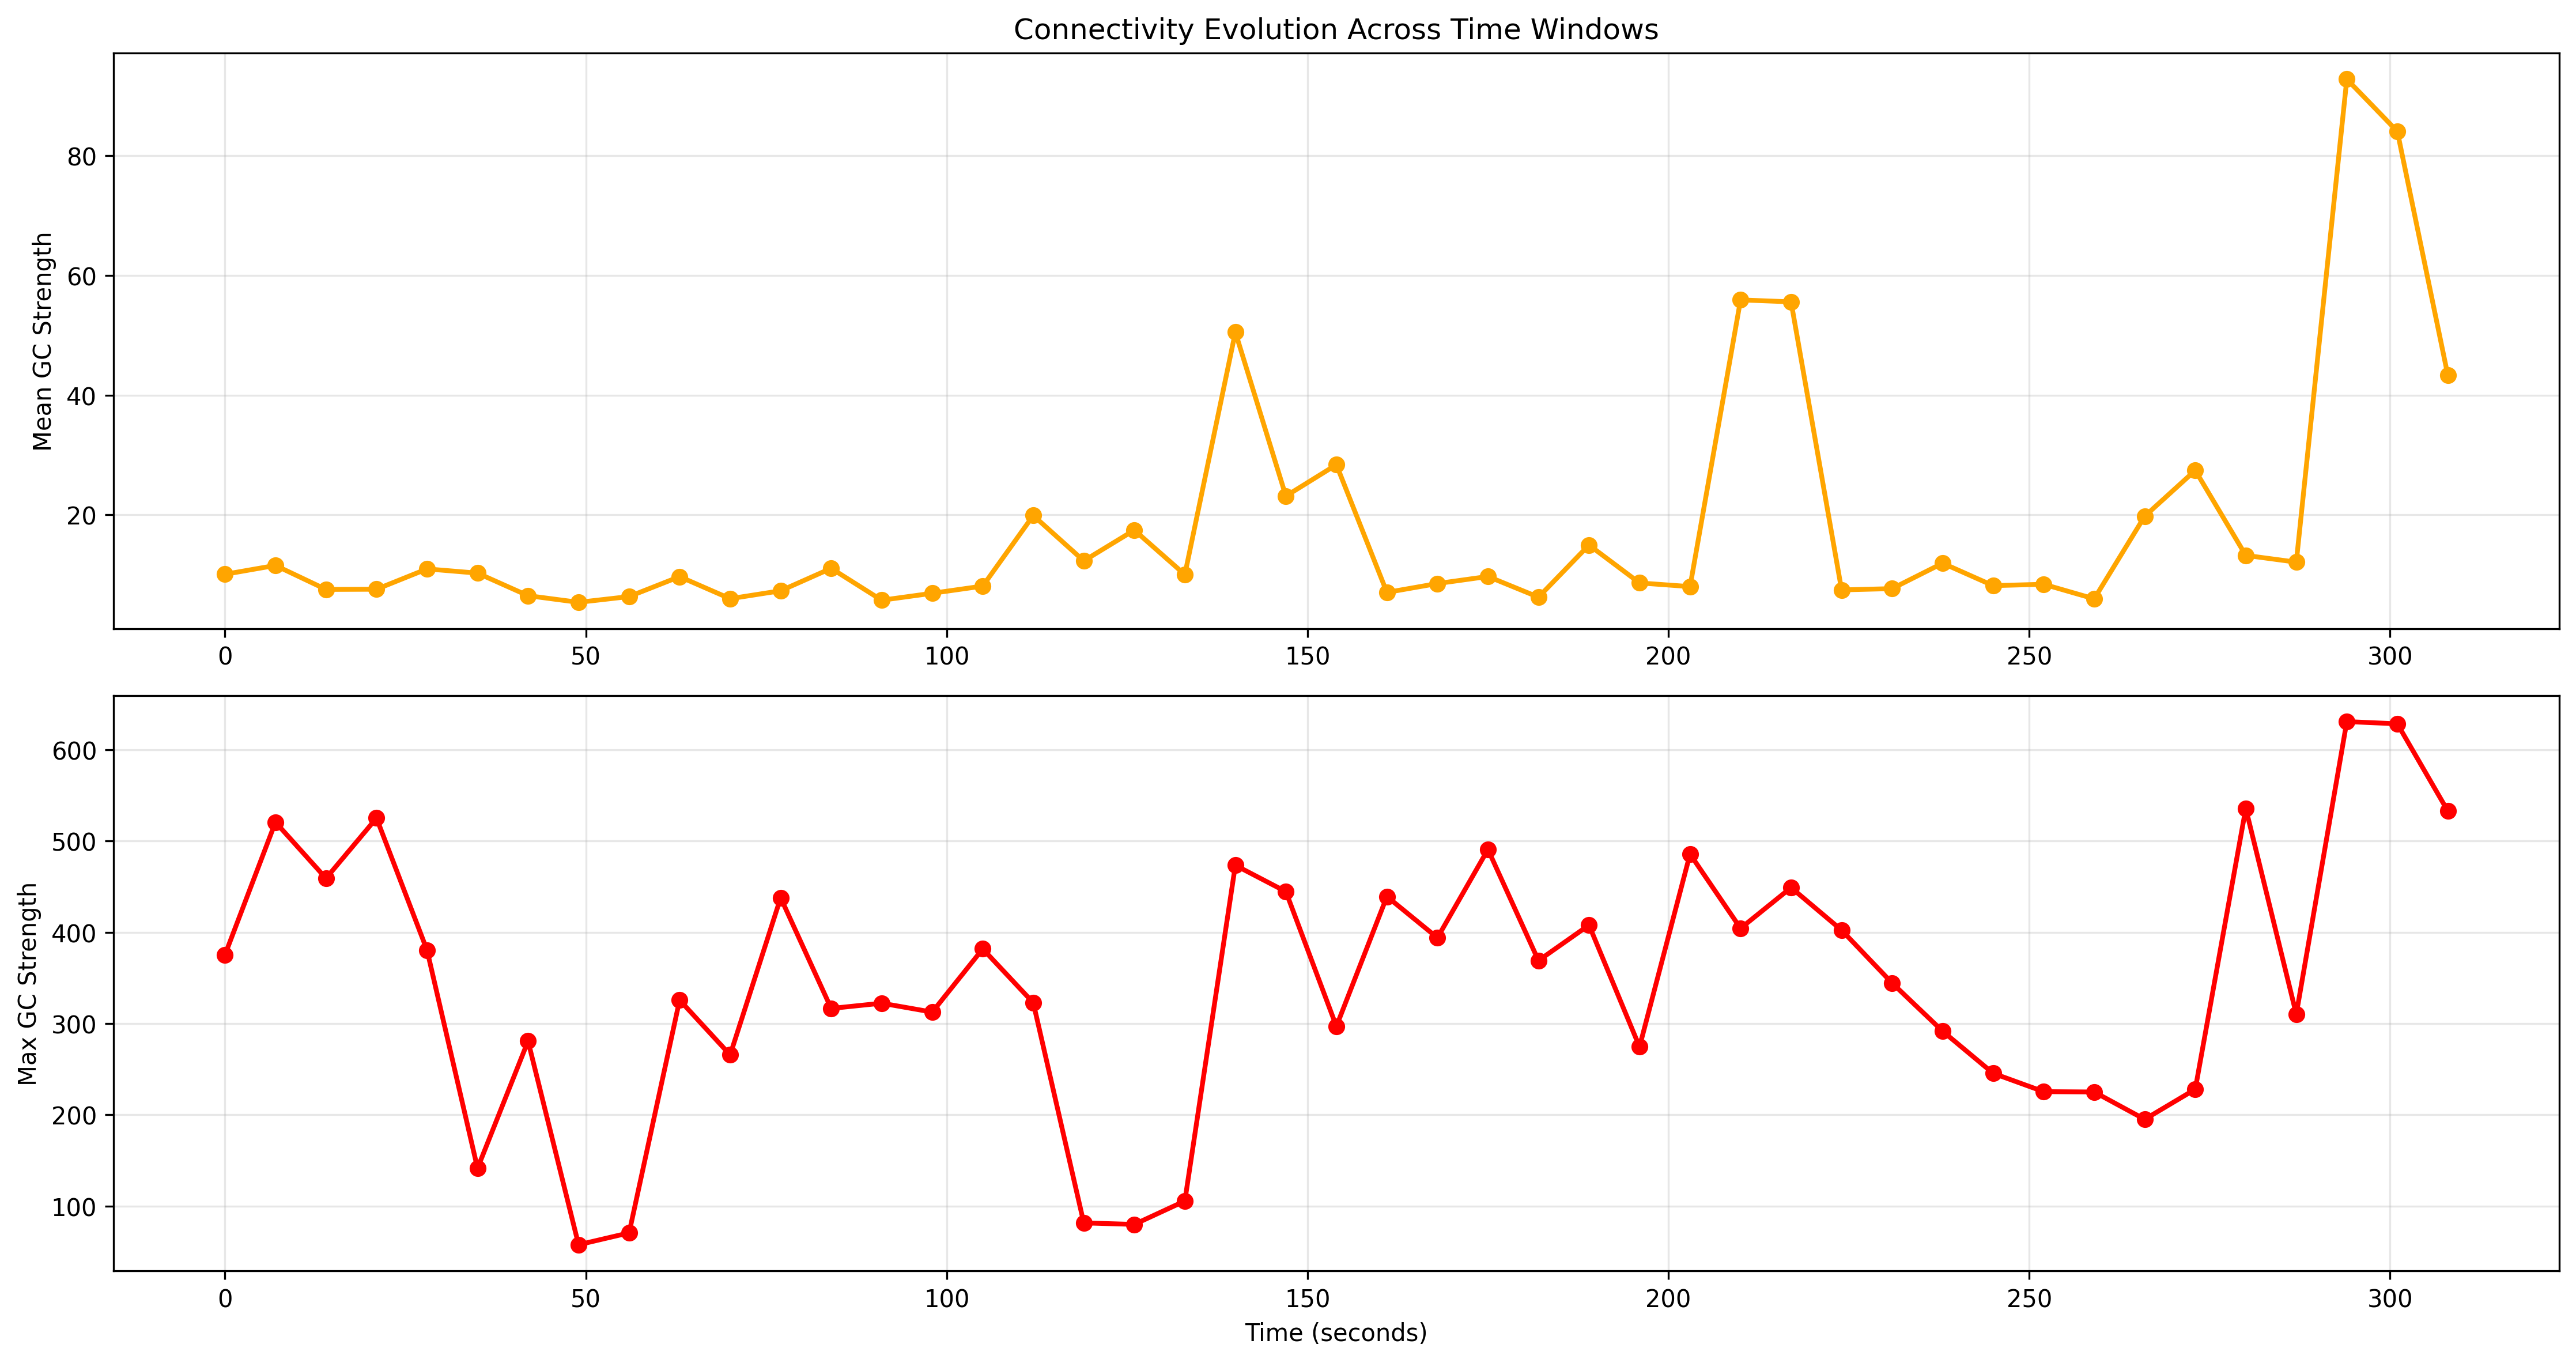 Connectivity Evolution Across Time Windows
Mean GC Strength
80
60
40
20
0 50 100 150 200 250 300
Max GC Strength
600
500
400
300
200
100
0 50 100 150 200 250 300
Time (seconds)